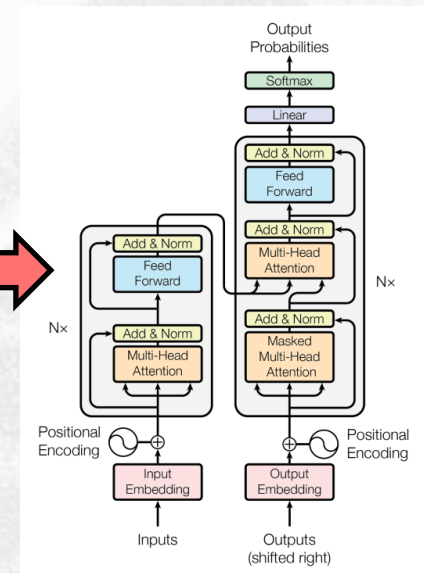 Output
Probabilities
Softmax
Linear
Add & Norm
Feed
Forward
Add & Norm
Multi-Head
Attention
Add & Norm
Masked
Multi-Head
Attention
Nx
Add & Norm
Feed
Forward
Add & Norm
Multi-Head
Attention
Nx
Positional
Encoding
Positional
Encoding
Input
Embedding
Output
Embedding
Inputs
Outputs
(shifted right)